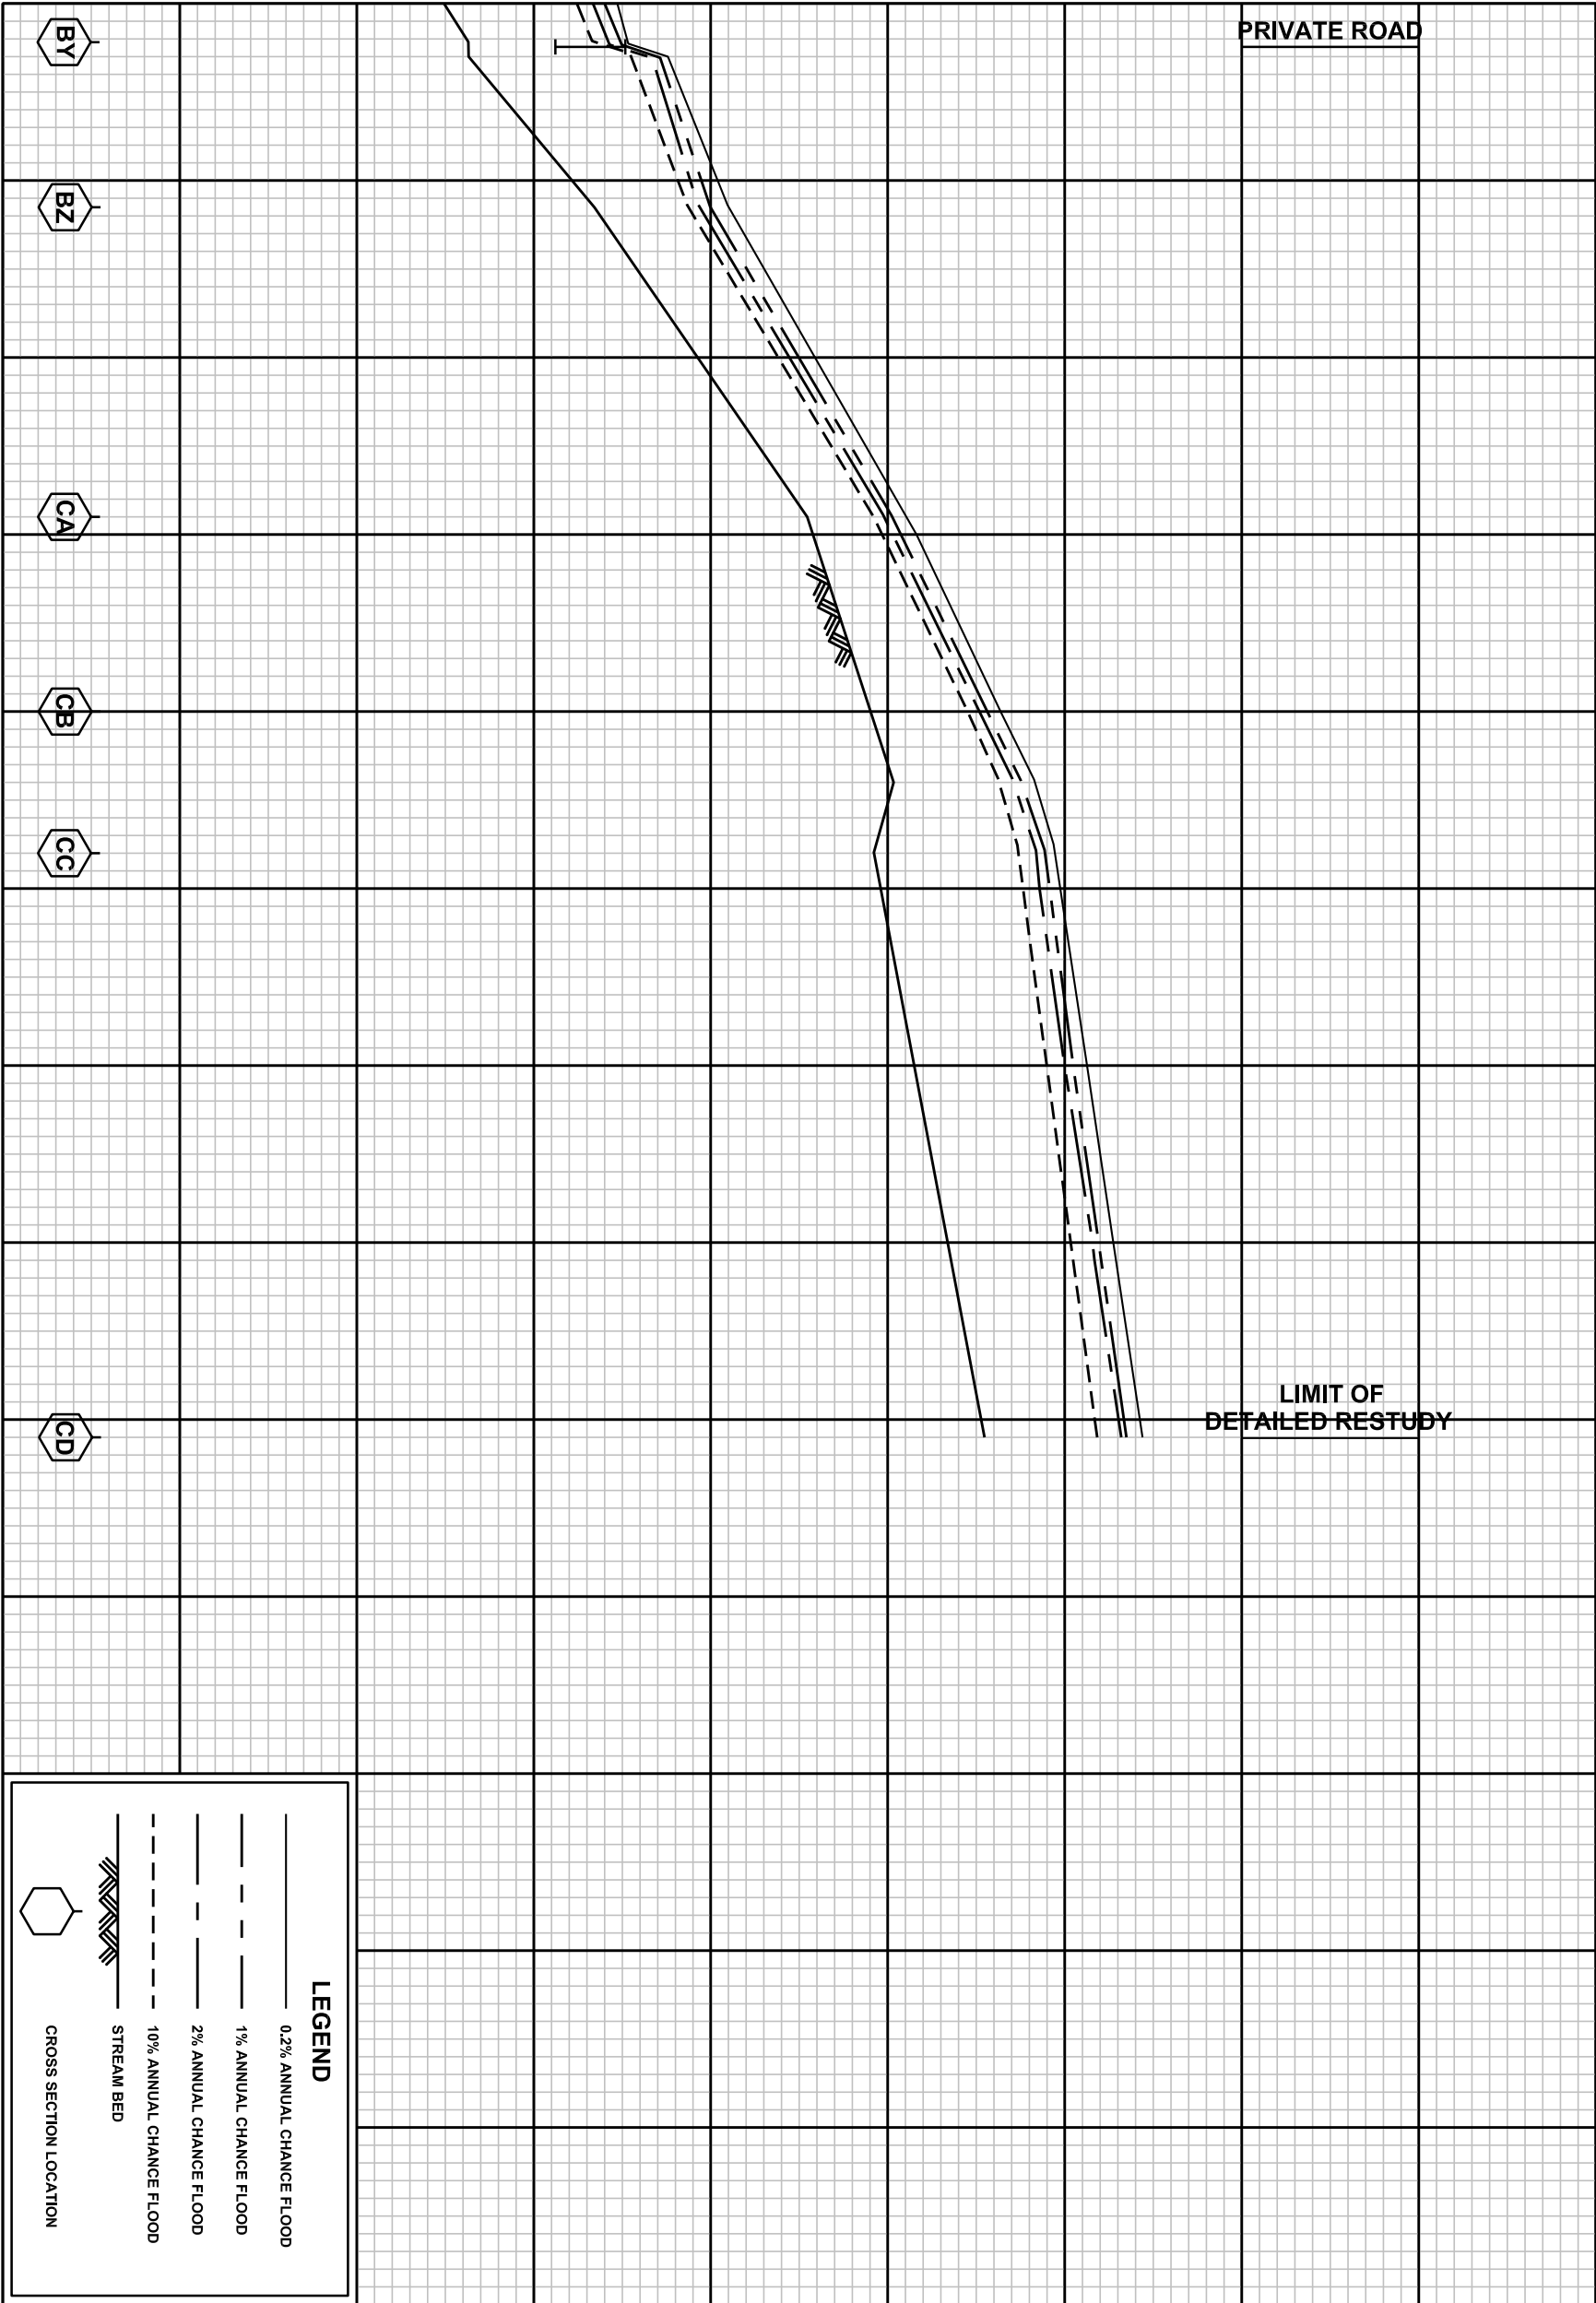 PRIVATE ROAD
LIMIT OF
DETAILED RESTUDY
BY
BZ
CA
CB
CC
CD
LEGEND
0.2% ANNUAL CHANCE FLOOD
1% ANNUAL CHANCE FLOOD
2% ANNUAL CHANCE FLOOD
10% ANNUAL CHANCE FLOOD
STREAM BED
CROSS SECTION LOCATION